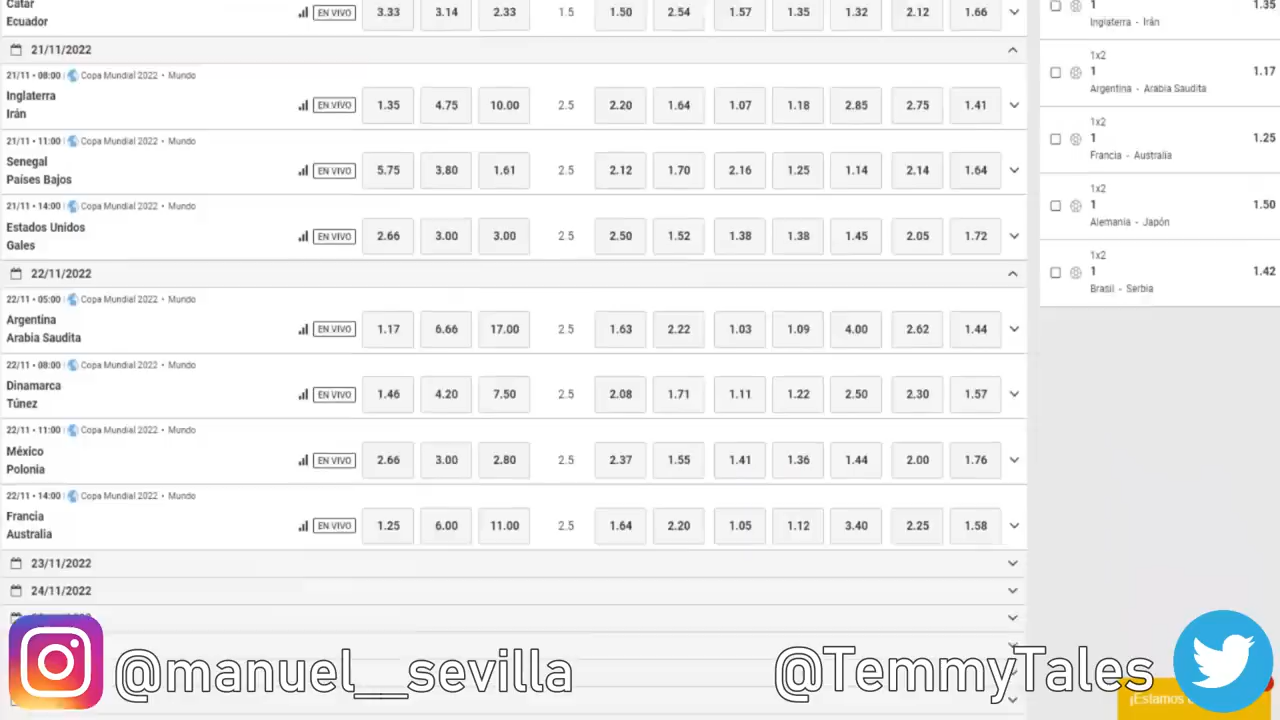 Catar
Ecuador
EN VIVO 3.33 3.14 2.33 1.5 1.50 2.54 1.57 1.35 1.32 2.12 1.66
21/11/2022
21/11 • 08:00 | Copa Mundial 2022 • Mundo
Inglaterra
Irán
EN VIVO 1.35 4.75 10.00 2.5 2.20 1.64 1.07 1.18 2.85 2.75 1.41
21/11 • 11:00 | Copa Mundial 2022 • Mundo
Senegal
Países Bajos
EN VIVO 5.75 3.80 1.61 2.5 2.12 1.70 2.16 1.25 1.14 2.14 1.64
21/11 • 14:00 | Copa Mundial 2022 • Mundo
Estados Unidos
Gales
EN VIVO 2.66 3.00 3.00 2.5 2.50 1.52 1.38 1.38 1.45 2.05 1.72
22/11/2022
22/11 • 05:00 | Copa Mundial 2022 • Mundo
Argentina
Arabia Saudita
EN VIVO 1.17 6.66 17.00 2.5 1.63 2.22 1.03 1.09 4.00 2.62 1.44
22/11 • 08:00 | Copa Mundial 2022 • Mundo
Dinamarca
Túnez
EN VIVO 1.46 4.20 7.50 2.5 2.08 1.71 1.11 1.22 2.50 2.30 1.57
22/11 • 11:00 | Copa Mundial 2022 • Mundo
México
Polonia
EN VIVO 2.66 3.00 2.80 2.5 2.37 1.55 1.41 1.36 1.44 2.00 1.76
22/11 • 14:00 | Copa Mundial 2022 • Mundo
Francia
Australia
EN VIVO 1.25 6.00 11.00 2.5 1.64 2.20 1.05 1.12 3.40 2.25 1.58
23/11/2022
24/11/2022
1.35
Inglaterra - Irán
1x2
1 1.17
Argentina - Arabia Saudita
1x2
1 1.25
Francia - Australia
1x2
1 1.50
Alemania - Japón
1x2
1 1.42
Brasil - Serbia
@manuel__sevilla
@TemmyTales
¡Estamos